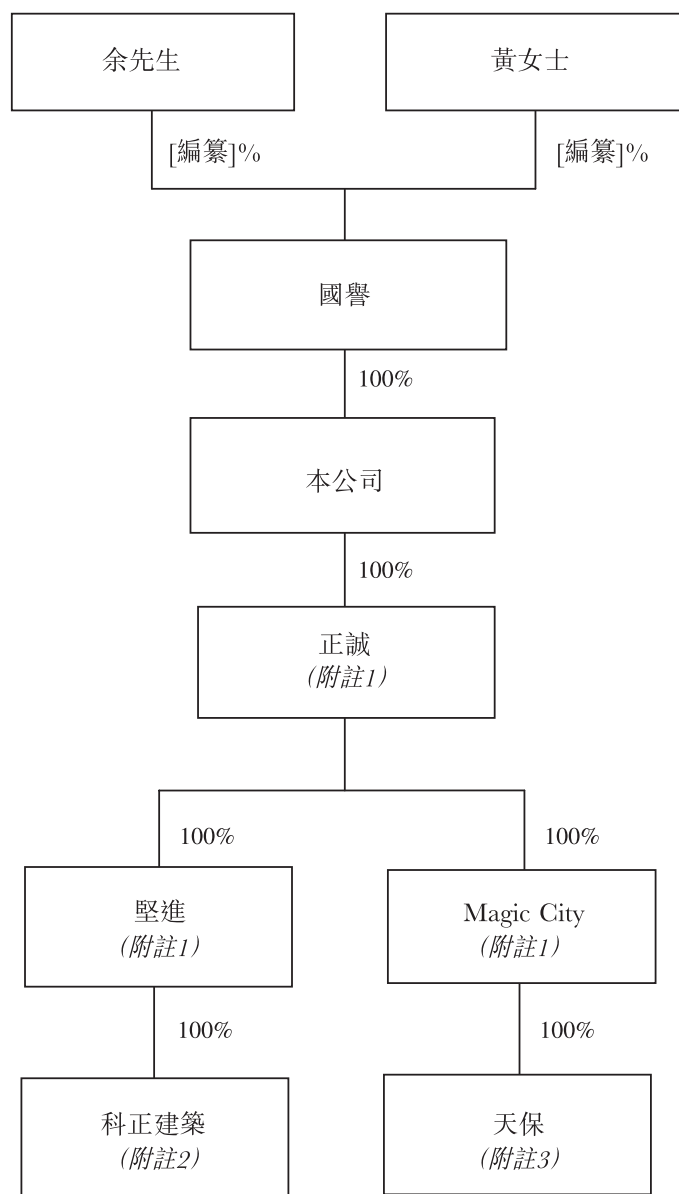 余先生
黃女士
[編纂]%
[編纂]%
國譽
100%
本公司
100%
正誠
(附註1)
100%
100%
堅進
(附註1)
Magic City
(附註1)
100%
100%
科正建築
(附註2)
天保
(附註3)